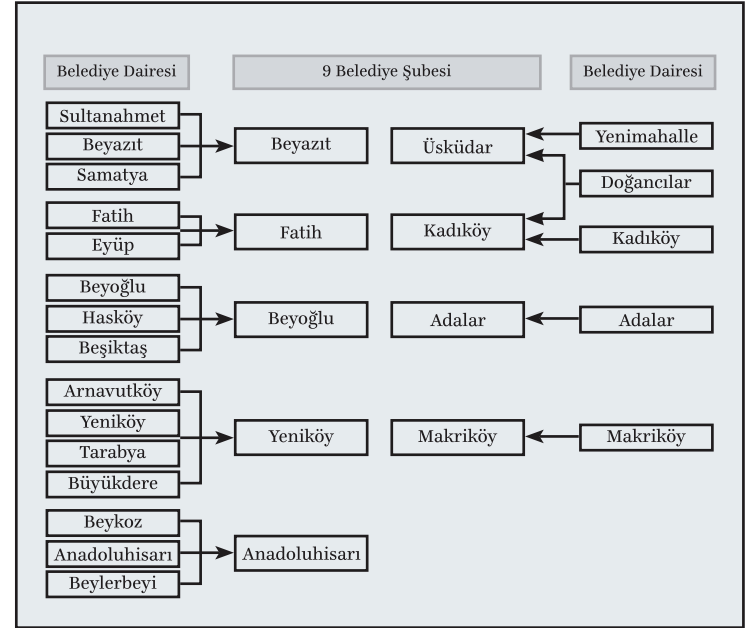 Belediye Dairesi
9 Belediye Şubesi
Belediye Dairesi
Sultanahmet
Beyazıt
Samatya
Beyazıt
Üsküdar
Yenimahalle
Doğancılar
Fatih
Eyüp
Fatih
Kadıköy
Kadıköy
Beyoğlu
Hasköy
Beşiktaş
Beyoğlu
Adalar
Adalar
Arnavutköy
Yeniköy
Tarabya
Büyükdere
Yeniköy
Makriköy
Makriköy
Beykoz
Anadoluhisarı
Beylerbeyi
Anadoluhisarı